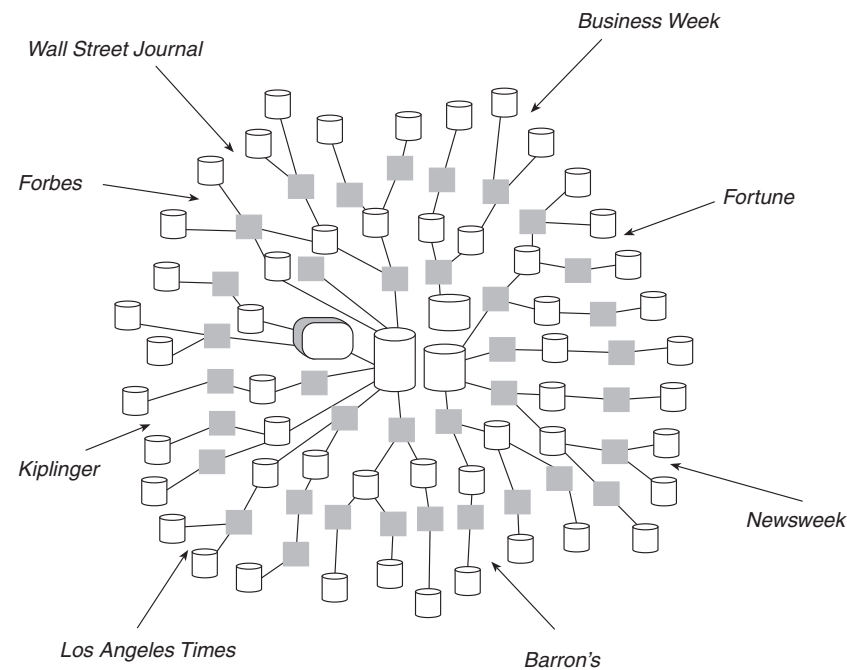 Business Week
Wall Street Journal
Forbes
Fortune
Kiplinger
Newsweek
Los Angeles Times
Barron's